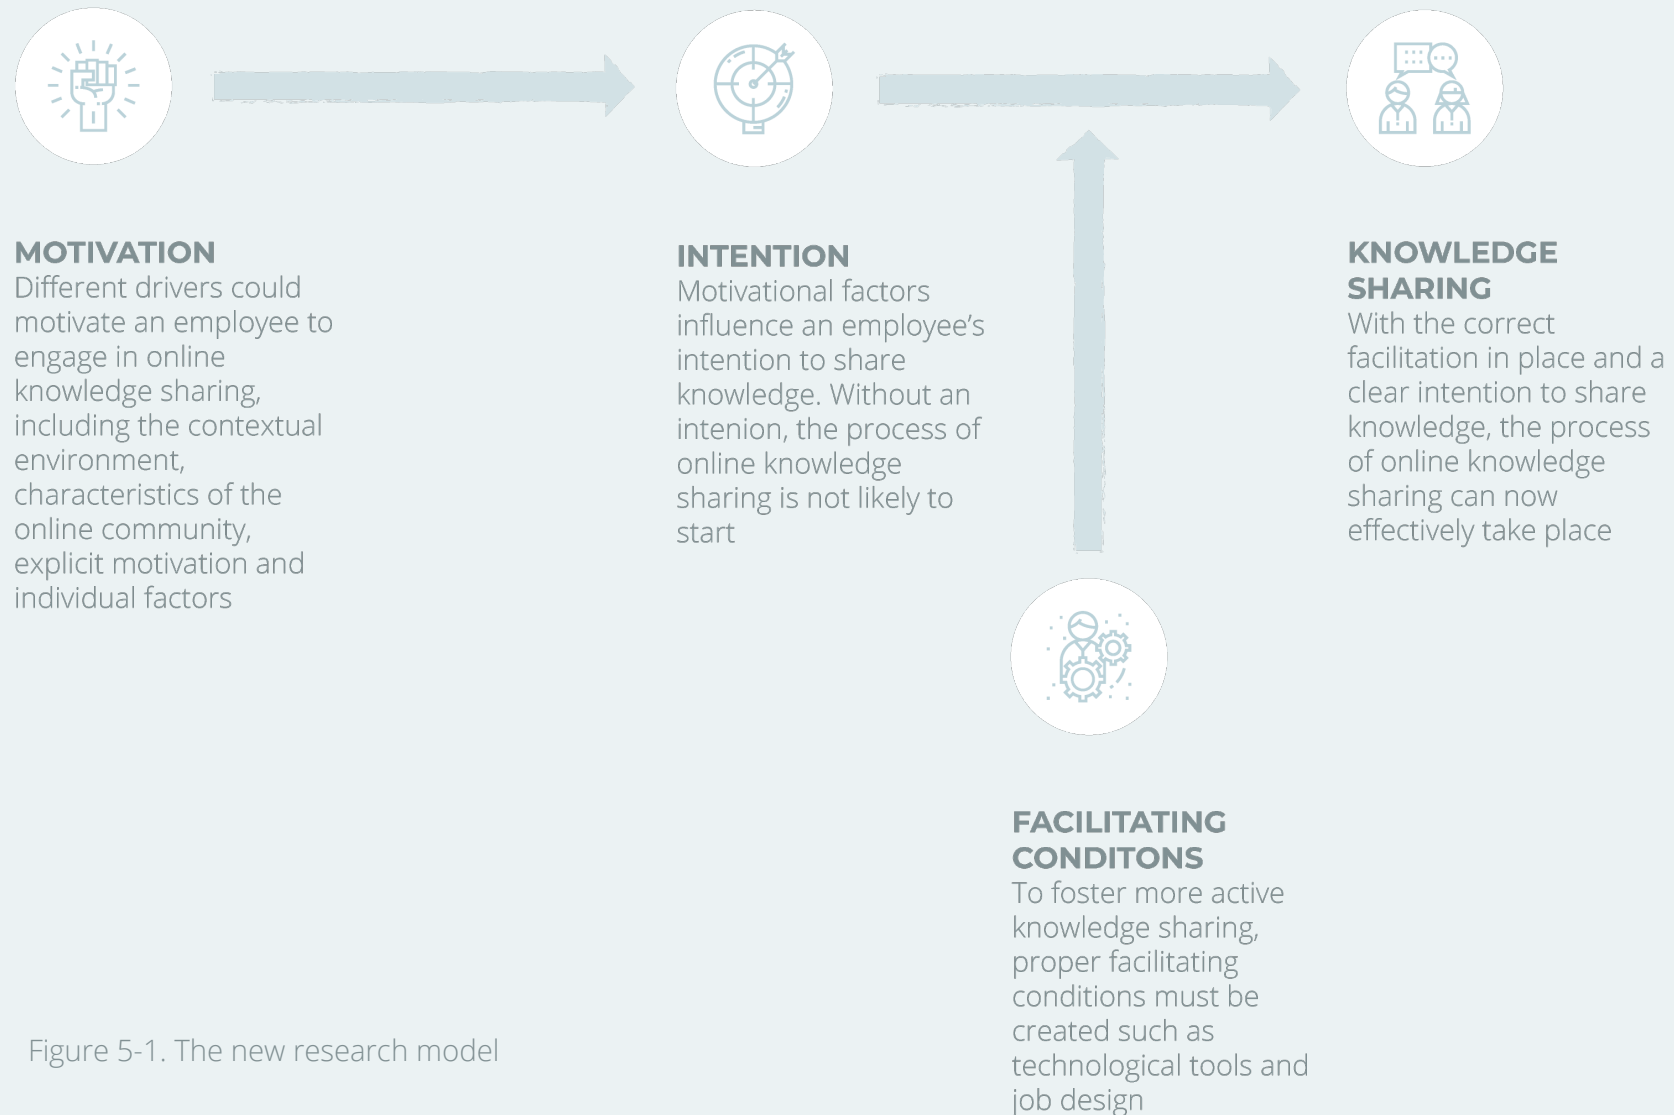 MOTIVATION
Different drivers could
motivate an employee to
engage in online
knowledge sharing,
including the contextual
environment,
characteristics of the
online community,
explicit motivation and
individual factors
INTENTION
Motivational factors
influence an employee’s
intention to share
knowledge. Without an
intenion, the process of
online knowledge
sharing is not likely to
start
KNOWLEDGE
SHARING
With the correct
facilitation in place and a
clear intention to share
knowledge, the process
of online knowledge
sharing can now
effectively take place
FACILITATING
CONDITONS
To foster more active
knowledge sharing,
proper facilitating
conditions must be
created such as
technological tools and
job design
Figure 5-1. The new research model